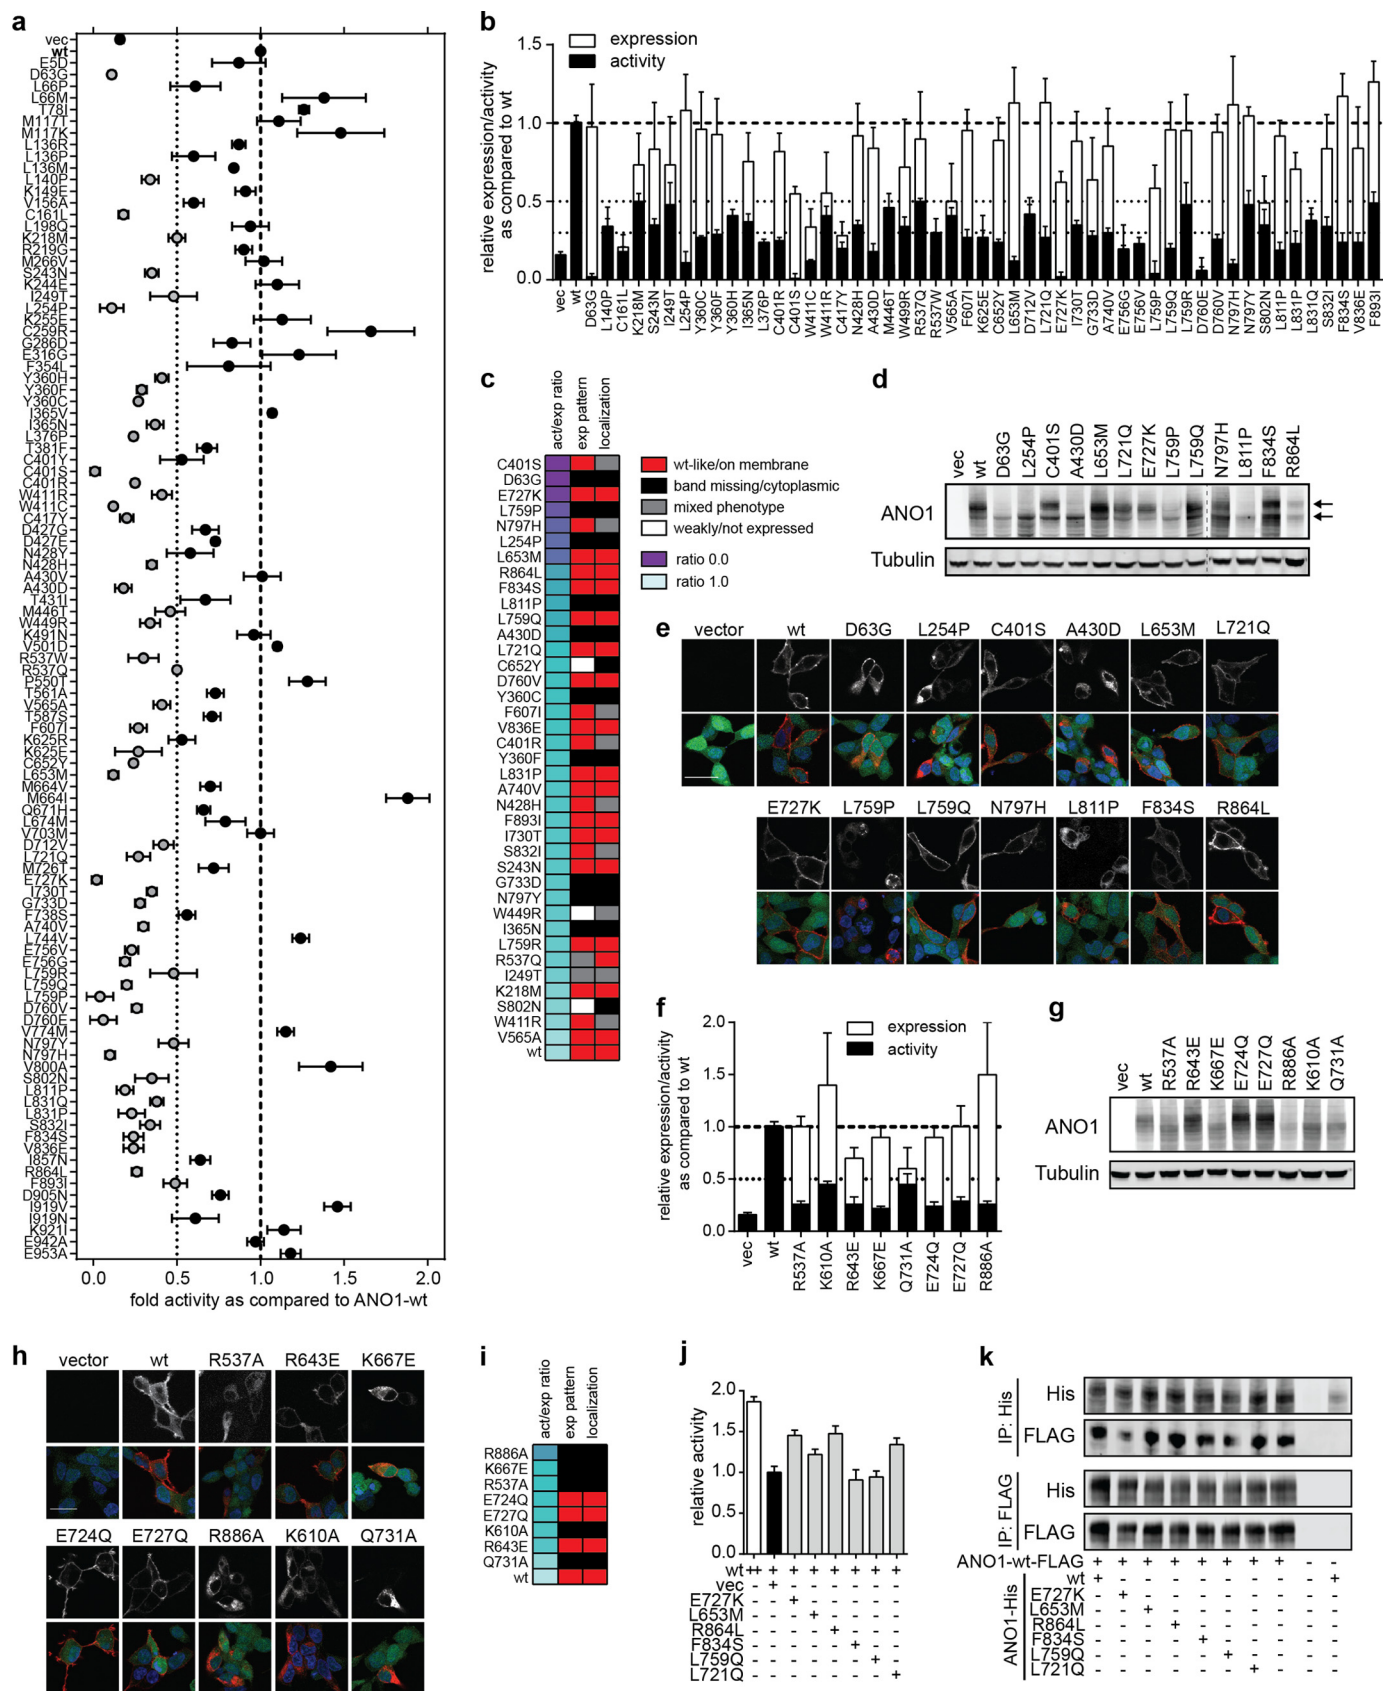 a
vec
wt
E5D
D63G
L66P
L66M
T78I
M117T
M117K
L136R
L136P
L136M
L140P
K149E
V156A
C161L
L198Q
K218M
R219G
M266V
S243N
K244E
I249T
L254P
K255E
C259R
G286D
E316G
F354L
Y360H
Y360F
Y360C
I365V
I365N
L376P
T381F
C401Y
C401S
C401R
W411R
W411C
C417Y
D427G
D427E
N428Y
N428H
A430V
A430D
T431I
M446T
W449R
K491N
V501D
R537W
R537Q
P550T
T561A
V565A
T587S
F607I
K625R
K625E
C652Y
L653M
M664V
M664I
Q671H
L674M
V703M
D712V
L721Q
M726T
E727K
I730T
G733D
F738S
A740V
L744V
E756V
E756G
L759R
L759Q
L759P
D760V
D760E
V774M
N797Y
N797H
V800A
S802N
L811P
L831Q
L831P
S832I
F834S
V836E
I857N
R864L
F893I
D905N
I919V
I919N
K921I
E942A
E953A
0.0 0.5 1.0 1.5 2.0
fold activity as compared to ANO1-wt
b
expression
activity
relative expression/activity
as compared to wt
1.5
1.0
0.5
0.0
vec wt D63G L140P C161L K218M S243N I249T L254P Y360C Y360F Y360H I365N L376P C401R C401S W411C W411R C417Y N428H A430D M446T W499R R537Q R537W V565A F607I K625E C652Y L653M D712V L721Q E727K I730T G733D A740V E756G E756V L759P L759Q L759R D760E D760V N797H N797Y S802N L811P L831P L831Q S832I F834S V836E F893I
c
act/exp ratio
exp pattern
localization
C401S
D63G
E727K
L759P
N797H
L254P
L653M
R864L
F834S
L811P
L759Q
A430D
L721Q
C652Y
D760V
Y360C
F607I
V836E
C401R
Y360F
L831P
A740V
N428H
F893I
I730T
S832I
S243N
G733D
N797Y
W449R
I365N
L759R
R537Q
I249T
K218M
S802N
W411R
V565A
wt
wt-like/on membrane
band missing/cytoplasmic
mixed phenotype
weakly/not expressed
ratio 0.0
ratio 1.0
d
vec wt D63G L254P C401S A430D L653M L721Q E727K L759P L759Q N797H L811P F834S R864L
ANO1
Tubulin
e
vector wt D63G L254P C401S A430D L653M L721Q
E727K L759P L759Q N797H L811P F834S R864L
f
expression
activity
relative expression/activity
as compared to wt
2.0
1.5
1.0
0.5
0.0
vec wt R537A K610A R643E K667E Q731A E724Q E727Q R886A
g
vec wt R537A R643E K667E E724Q E727Q R886A K610A Q731A
ANO1
Tubulin
h
vector wt R537A R643E K667E
E724Q E727Q R886A K610A Q731A
i
act/exp ratio
exp pattern
localization
R886A
K667E
R537A
E724Q
E727Q
K610A
R643E
Q731A
wt
j
relative activity
2.0
1.5
1.0
0.5
0.0
wt ++ + + + + + + +
vec - + - - - - - -
E727K - - + - - - - -
L653M - - - + - - - -
R864L - - - - + - - -
F834S - - - - - + - -
L759Q - - - - - - + -
L721Q - - - - - - - +
k
IP: His
His
FLAG
IP: FLAG
His
FLAG
ANO1-wt-FLAG + + + + + + + + - -
ANO1-His
wt + - - - - - - - - +
E727K - + - - - - - - - -
L653M - - + - - - - - - -
R864L - - - + - - - - - -
F834S - - - - + - - - - -
L759Q - - - - - + - - - -
L721Q - - - - - - + - - -